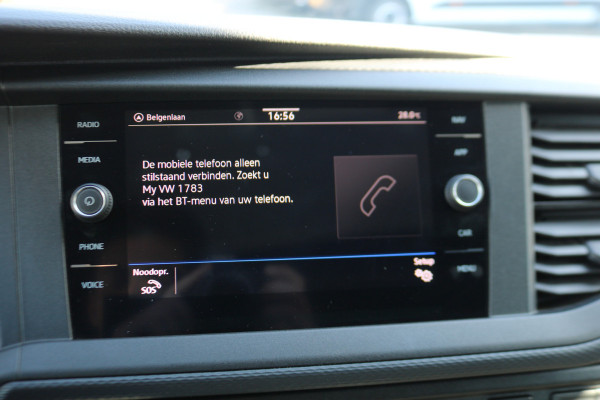 RADIO
MEDIA
PHONE
VOICE
Belgenlaan
16:56
28.0°C
De mobiele telefoon alleen
stilstaand verbinden. Zoekt u
My VW 1783
via het BT-menu van uw telefoon.
Noodopr.
SOS
Setup
NAV
APP
CAR
MENU